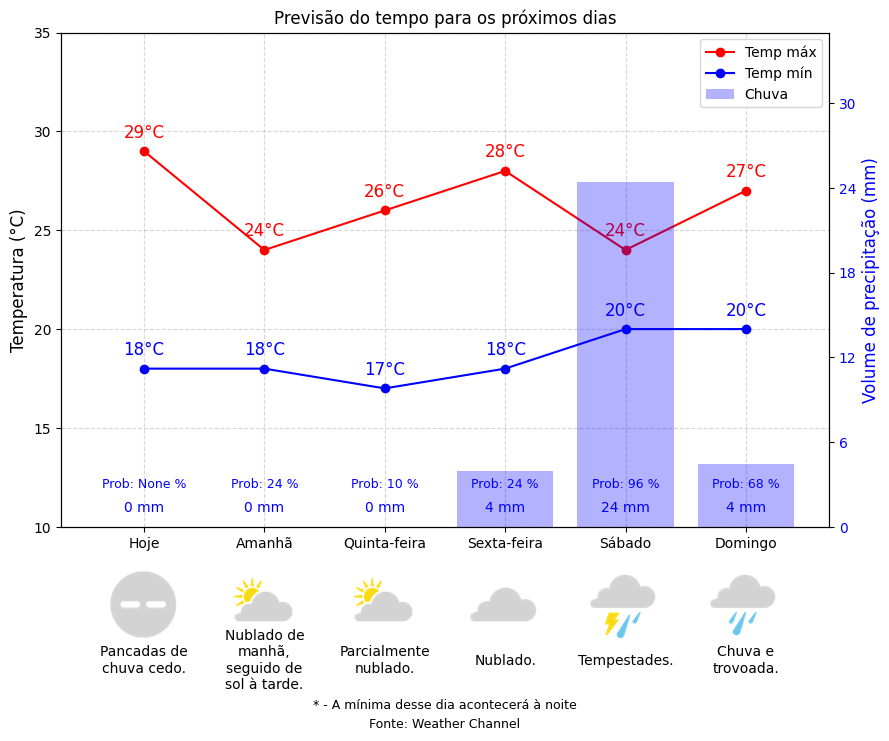 Previsão do tempo para os próximos dias
35
30
25
20
15
10
Temperatura (°C)
Temp máx
Temp mín
Chuva
30
24
18
12
6
0
Volume de precipitação (mm)
29°C
24°C
26°C
28°C
24°C
27°C
18°C
18°C
17°C
18°C
20°C
20°C
Prob: None %
Prob: 24 %
Prob: 10 %
Prob: 24 %
Prob: 96 %
Prob: 68 %
0 mm
0 mm
0 mm
4 mm
24 mm
4 mm
Hoje
Amanhã
Quinta-feira
Sexta-feira
Sábado
Domingo
Pancadas de
chuva cedo.
Nublado de
manhã,
seguido de
sol à tarde.
Parcialmente
nublado.
Nublado.
Tempestades.
Chuva e
trovoada.
* - A mínima desse dia acontecerá à noite
Fonte: Weather Channel